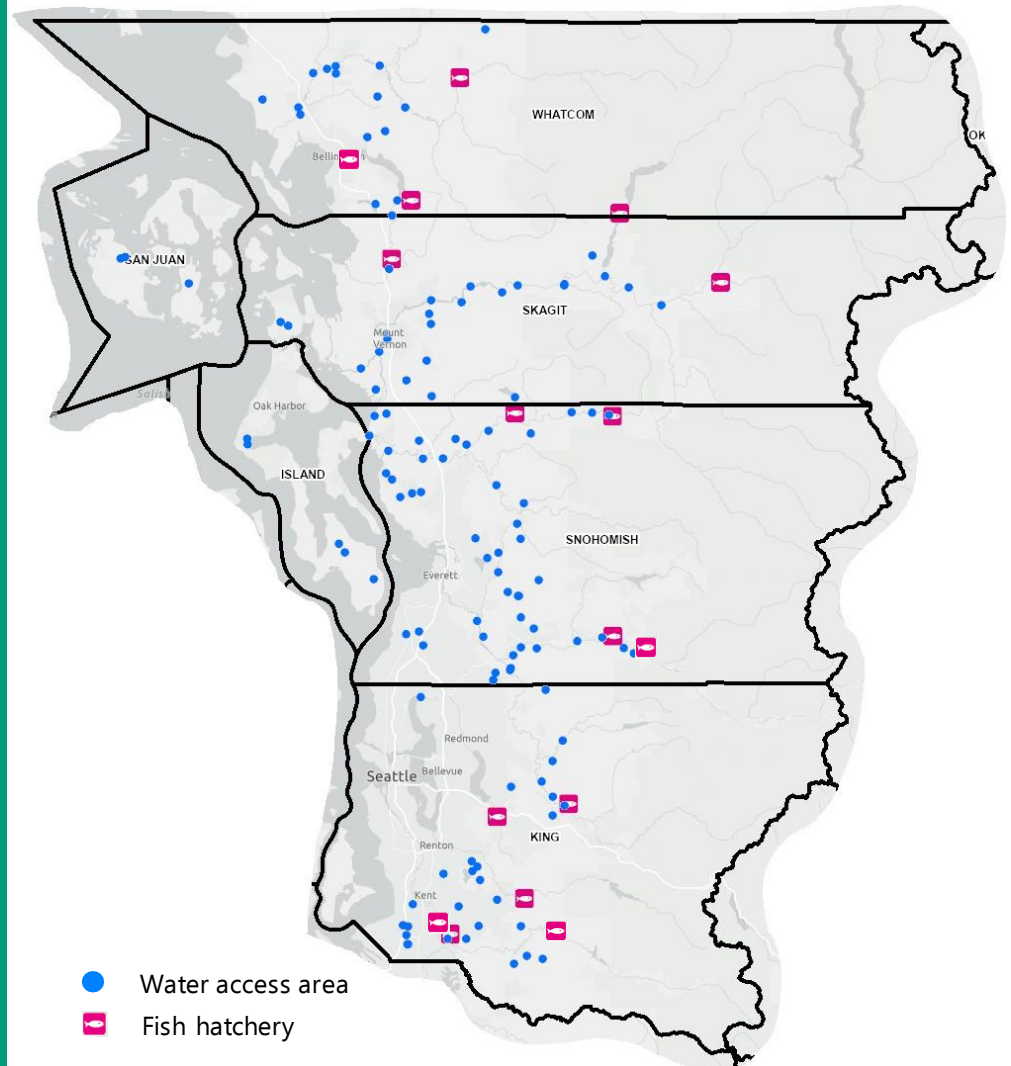 WHATCOM
OK
SAN JUAN
SKAGIT
Mount
Vernon
Oak Harbor
ISLAND
SNOHOMISH
Everett
Redmond
Seattle
Bellevue
KING
Renton
Kent
Water access area
Fish hatchery